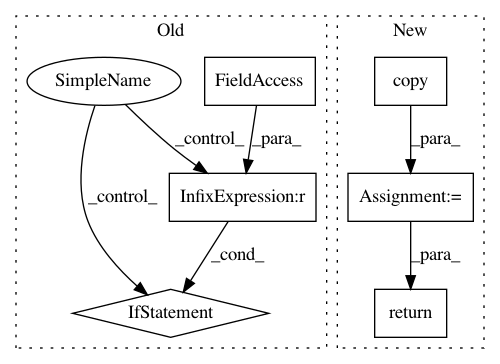 Old
New
SimpleName
FieldAccess
copy
_control_
_para_
_para_
_control_
InfixExpression:r
Assignment:=
_cond_
_para_
IfStatement
return